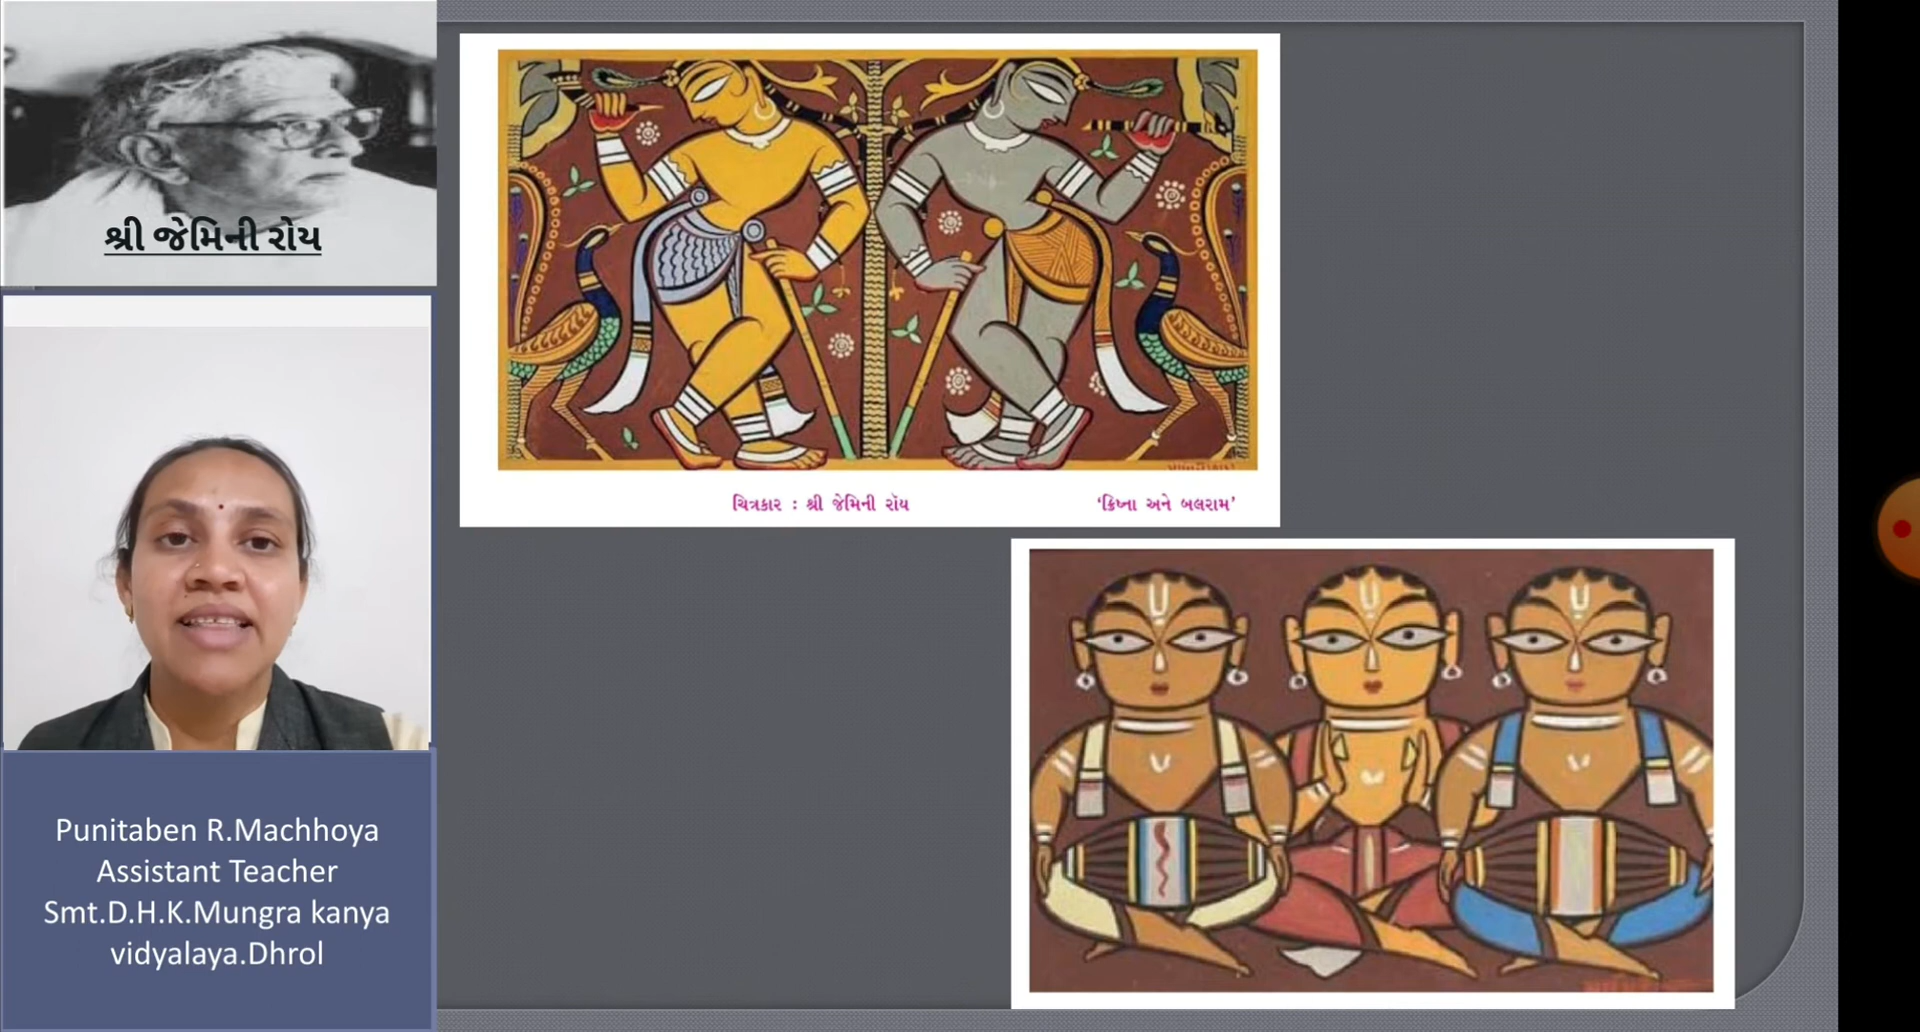 શ્રી જેમિની રોય
ચિત્રકાર : શ્રી જેમિની રૉય
‘ક્રિષ્ના અને બલરામ’
Punitaben R.Machhoya
Assistant Teacher
Smt.D.H.K.Mungra kanya
vidyalaya.Dhrol